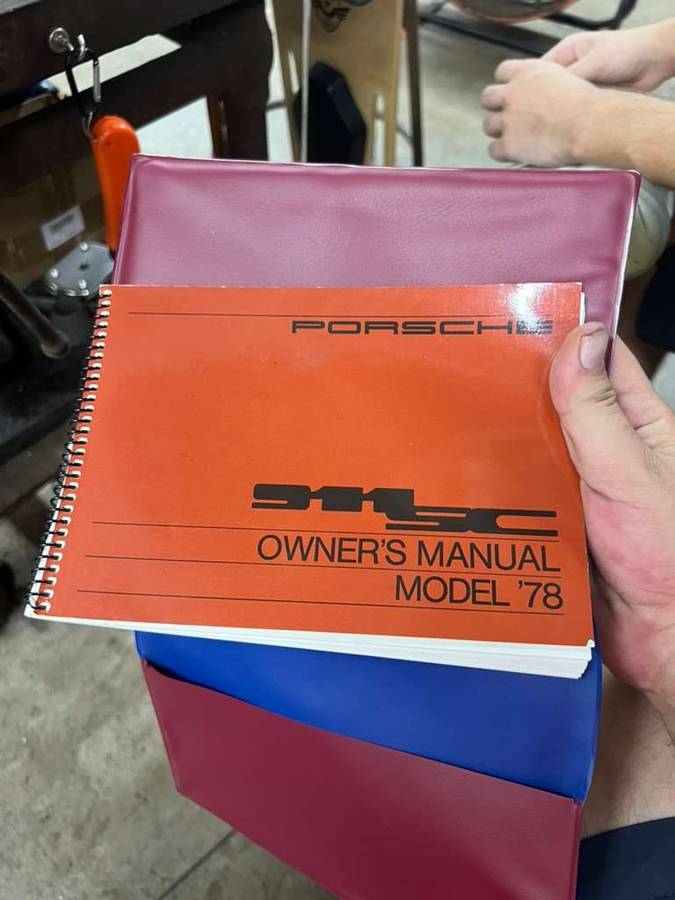 PORSCHE
911SC
OWNER'S MANUAL
MODEL '78